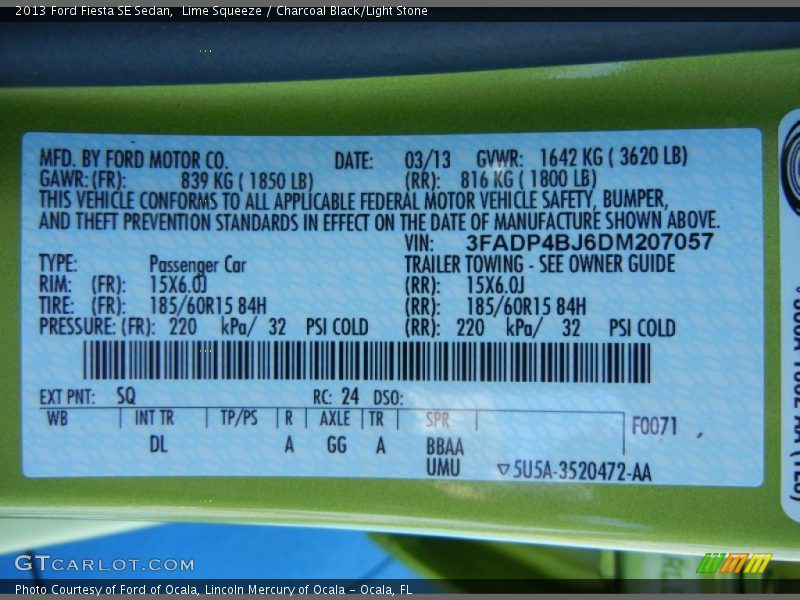 2013 Ford Fiesta SE Sedan,  Lime Squeeze / Charcoal Black/Light Stone
MFD. BY FORD MOTOR CO. DATE: 03/13 GVWR: 1642 KG ( 3620 LB)
GAWR: (FR): 839 KG ( 1850 LB) (RR): 816 KG ( 1800 LB)
THIS VEHICLE CONFORMS TO ALL APPLICABLE FEDERAL MOTOR VEHICLE SAFETY, BUMPER,
AND THEFT PREVENTION STANDARDS IN EFFECT ON THE DATE OF MANUFACTURE SHOWN ABOVE.
VIN: 3FADP4BJ6DM207057
TYPE: Passenger Car TRAILER TOWING - SEE OWNER GUIDE
RIM: (FR): 15X6.0J (RR): 15X6.0J
TIRE: (FR): 185/60R15 84H (RR): 185/60R15 84H
PRESSURE: (FR): 220 kPa/ 32 PSI COLD (RR): 220 kPa/ 32 PSI COLD
EXT PNT: SQ RC: 24 DSO:
WB INT TR TP/PS R AXLE TR SPR F0071
DL A GG A BBAA
UMU ▽5U5A-3520472-AA
GTCARLOT.COM
Photo Courtesy of Ford of Ocala, Lincoln Mercury of Ocala - Ocala, FL